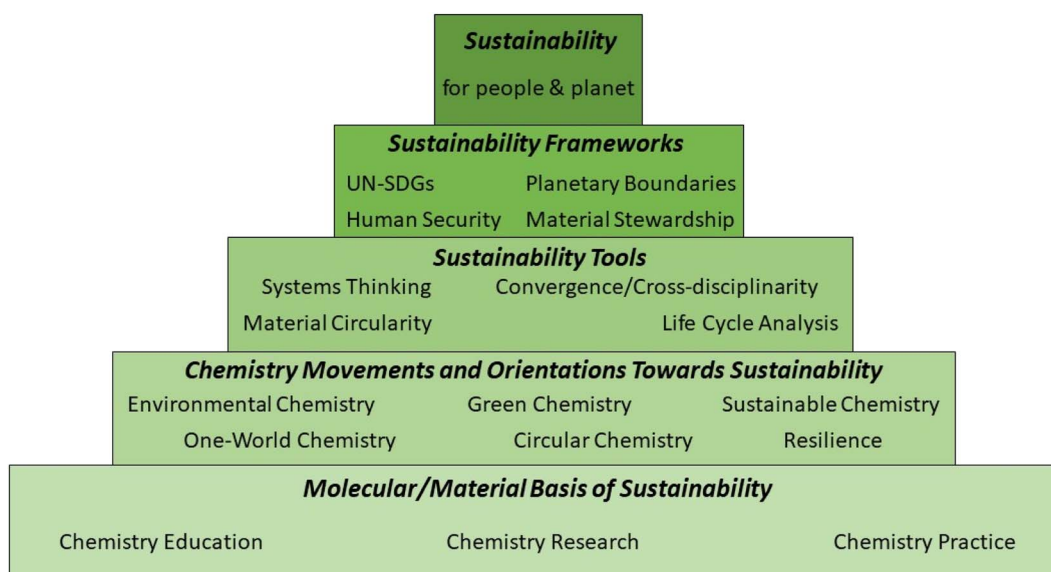 Sustainability
for people & planet
Sustainability Frameworks
UN-SDGs Planetary Boundaries
Human Security Material Stewardship
Sustainability Tools
Systems Thinking Convergence/Cross-disciplinarity
Material Circularity Life Cycle Analysis
Chemistry Movements and Orientations Towards Sustainability
Environmental Chemistry Green Chemistry Sustainable Chemistry
One-World Chemistry Circular Chemistry Resilience
Molecular/Material Basis of Sustainability
Chemistry Education Chemistry Research Chemistry Practice